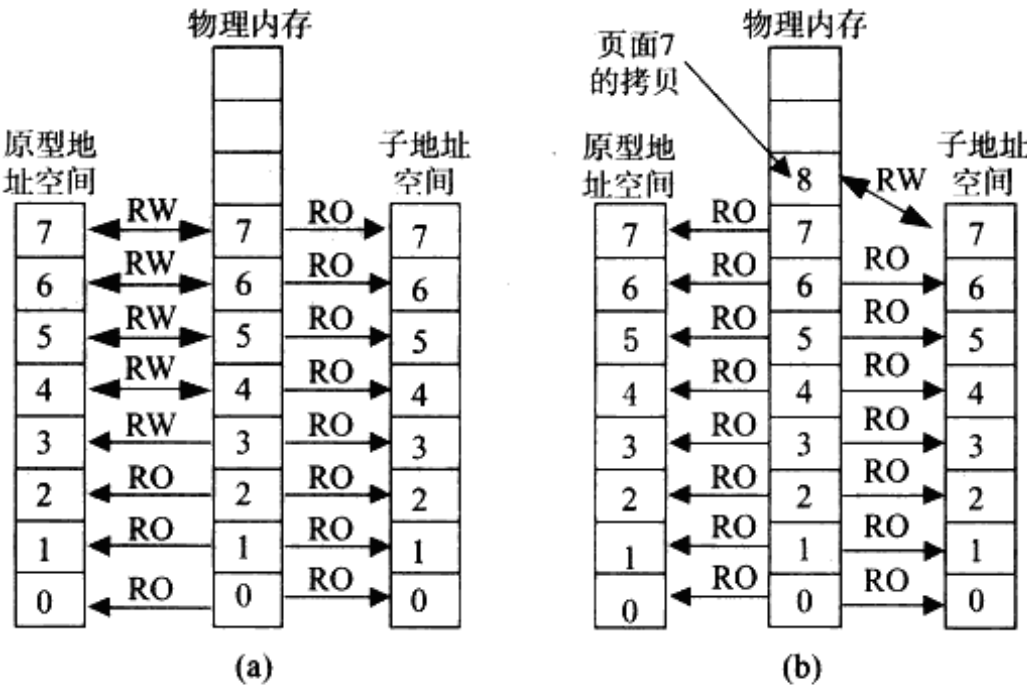 物理内存
原型地
址空间
子地址
空间
7 RW 7 RO 7
6 RW 6 RO 6
5 RW 5 RO 5
4 RW 4 RO 4
3 RW 3 RO 3
2 RO 2 RO 2
1 RO 1 RO 1
0 RO 0 RO 0
(a)
物理内存
页面7
的拷贝
原型地
址空间
子地址
空间
8 RW
7 RO 7 7
6 RO 6 RO 6
5 RO 5 RO 5
4 RO 4 RO 4
3 RO 3 RO 3
2 RO 2 RO 2
1 RO 1 RO 1
0 RO 0 RO 0
(b)